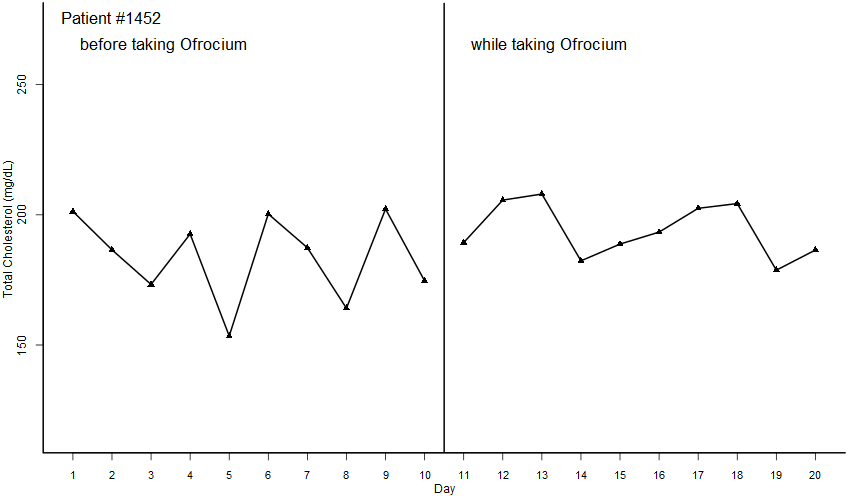 Patient #1452
before taking Ofrocium
while taking Ofrocium
Total Cholesterol (mg/dL)
250
200
150
1 2 3 4 5 6 7 8 9 10 11 12 13 14 15 16 17 18 19 20
Day